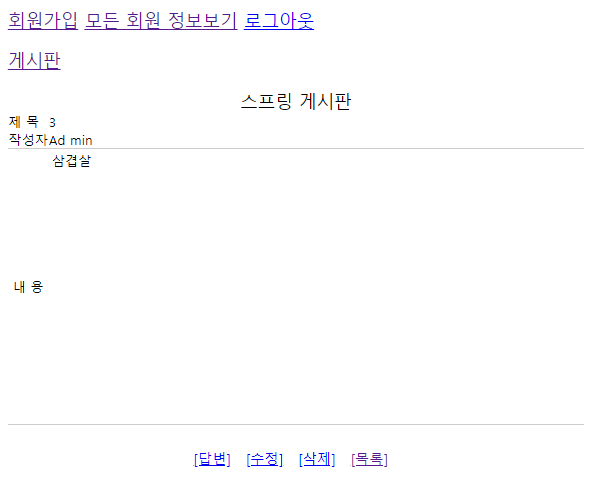 회원가입 모든 회원 정보보기 로그아웃
게시판
스프링 게시판
제 목 3
작성자Ad min
삼겹살
내 용
[답변] [수정] [삭제] [목록]